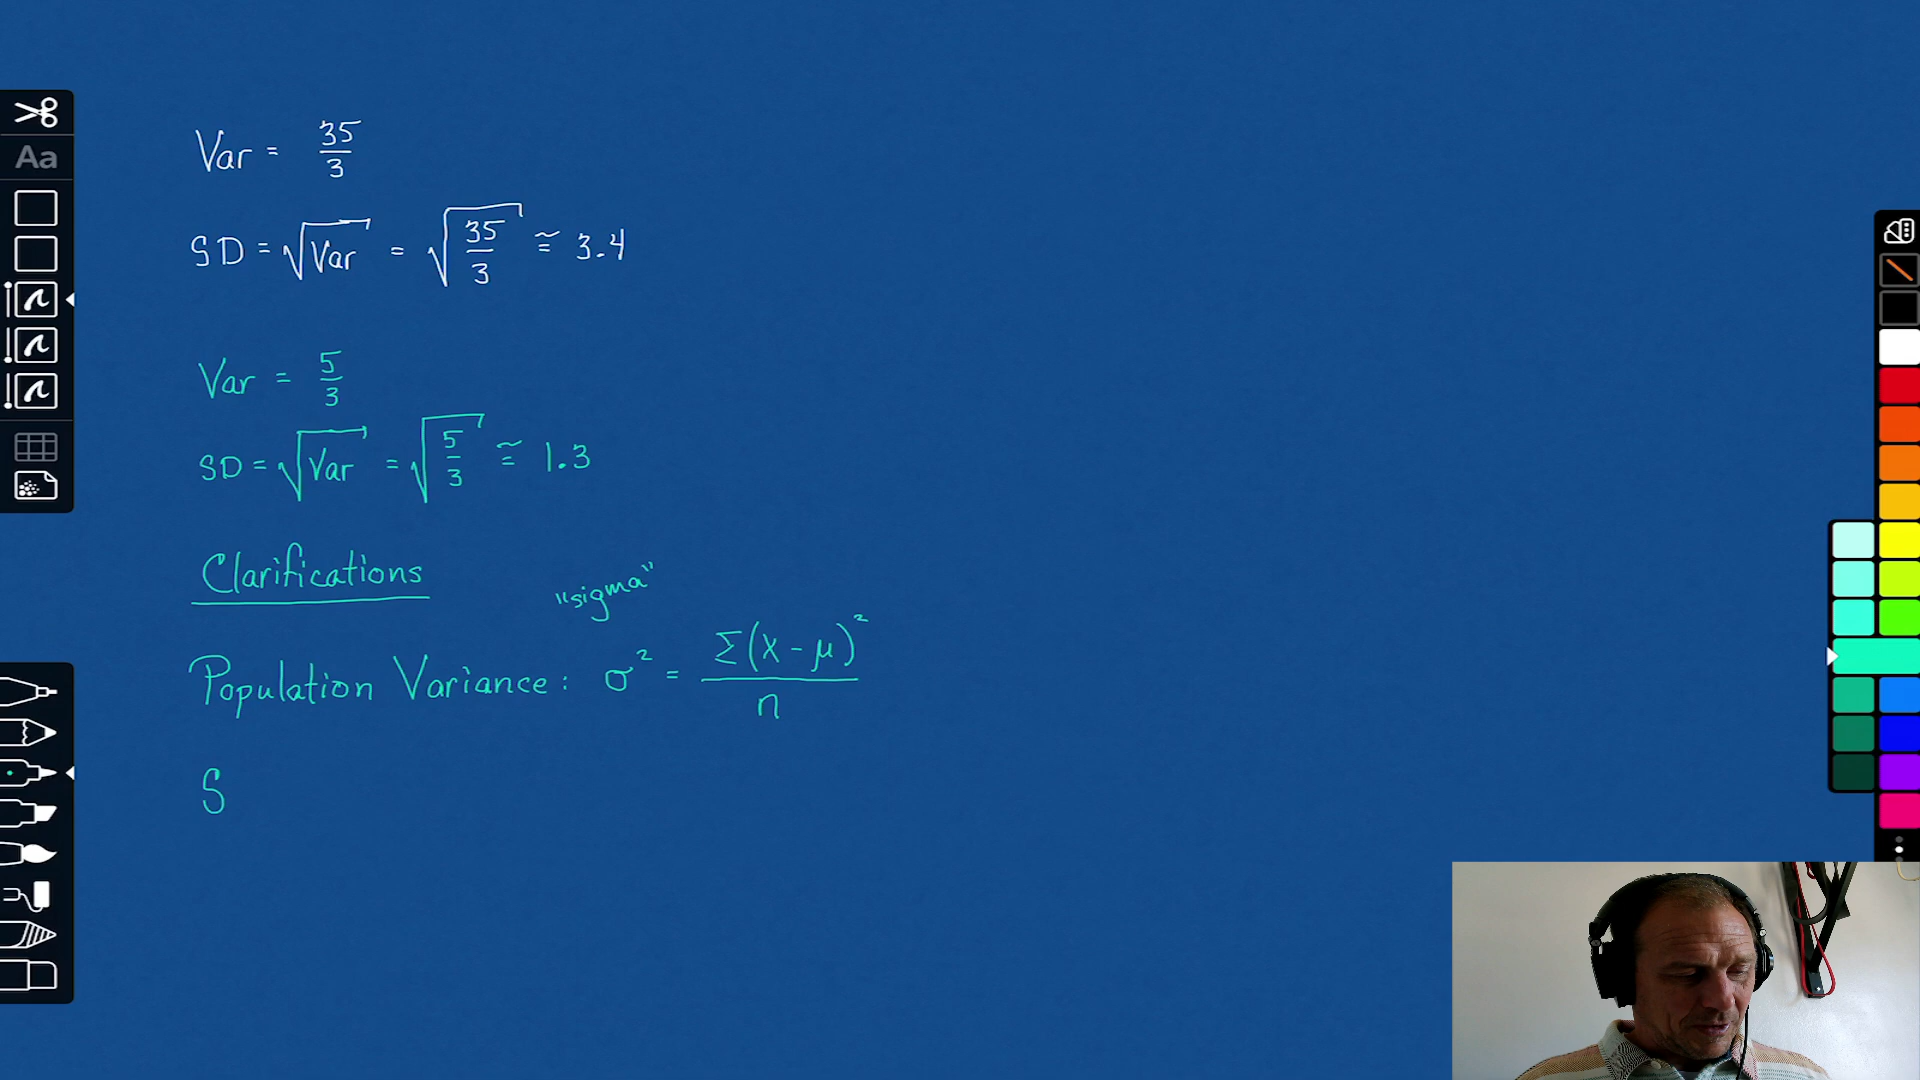 Aa
Var = 35/3
SD = √Var = √35/3 ≅ 3.4
Var = 5/3
SD = √Var = √5/3 ≅ 1.3
Clarifications
"sigma"
Population Variance: σ² = Σ(x - μ)²/n
S